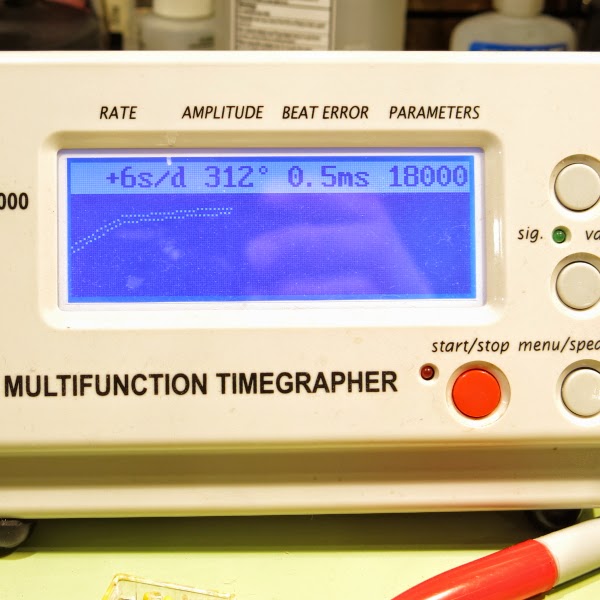 RATE AMPLITUDE BEAT ERROR PARAMETERS
+6s/d 312° 0.5ms 18000
000
sig.
start/stop
MULTIFUNCTION TIMEGRAPHER